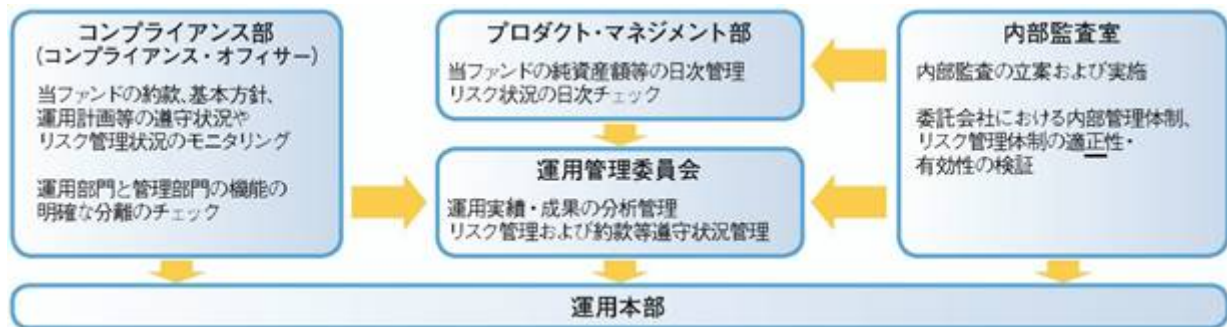 コンプライアンス部
(コンプライアンス・オフィサー)
当ファンドの約款、基本方針、
運用計画等の遵守状況や
リスク管理状況のモニタリング
運用部門と管理部門の機能の
明確な分離のチェック
プロダクト・マネジメント部
当ファンドの純資産額等の日次管理
リスク状況の日次チェック
運用管理委員会
運用実績・成果の分析管理
リスク管理および約款等遵守状況管理
内部監査室
内部監査の立案および実施
委託会社における内部管理体制、
リスク管理体制の適正性・
有効性の検証
運用本部